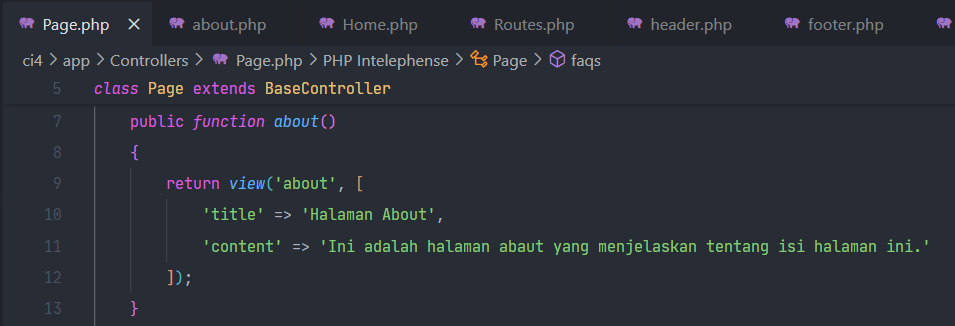 Page.php × about.php Home.php Routes.php header.php footer.php
ci4 > app > Controllers > Page.php > PHP Intelephense > Page > faqs
5 class Page extends BaseController
7 public function about()
8 {
9 return view('about', [
10 'title' => 'Halaman About',
11 'content' => 'Ini adalah halaman abaut yang menjelaskan tentang isi halaman ini.'
12 ]);
13 }